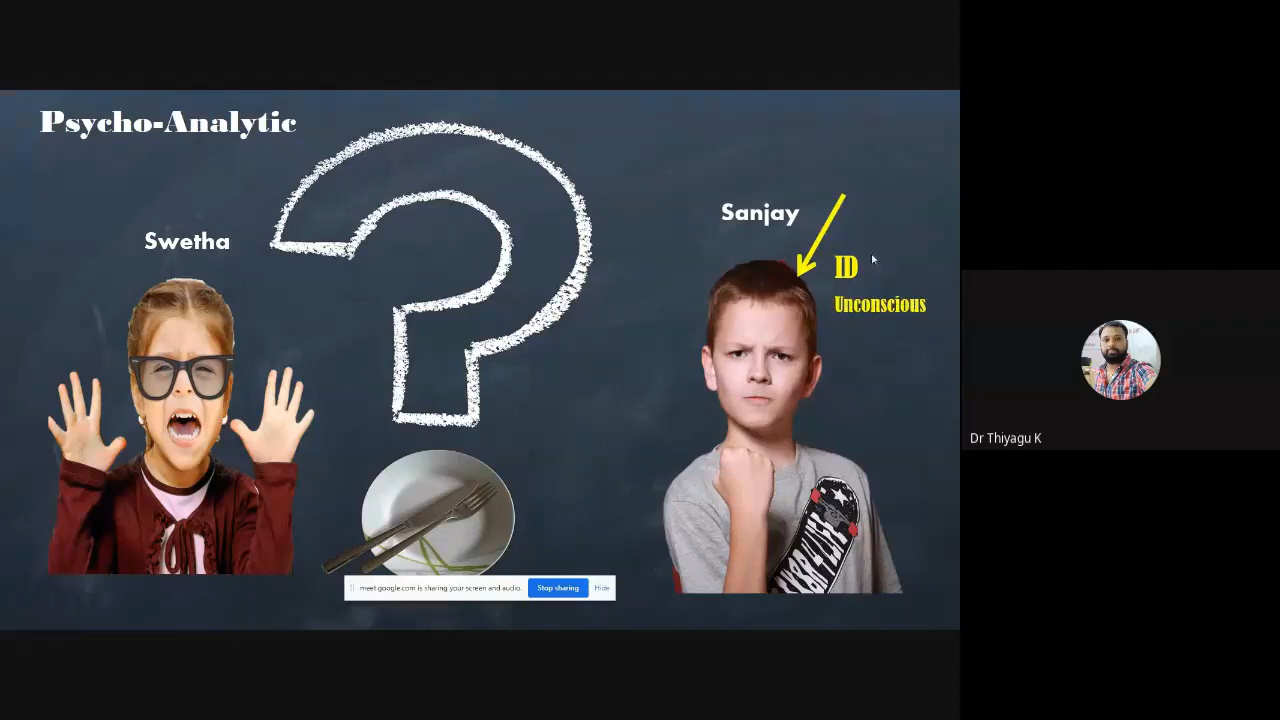 Psycho-Analytic
Swetha
Sanjay
ID
Unconscious
meet.google.com is sharing your screen and audio.
Stop sharing
Hide
Dr Thiyagu K